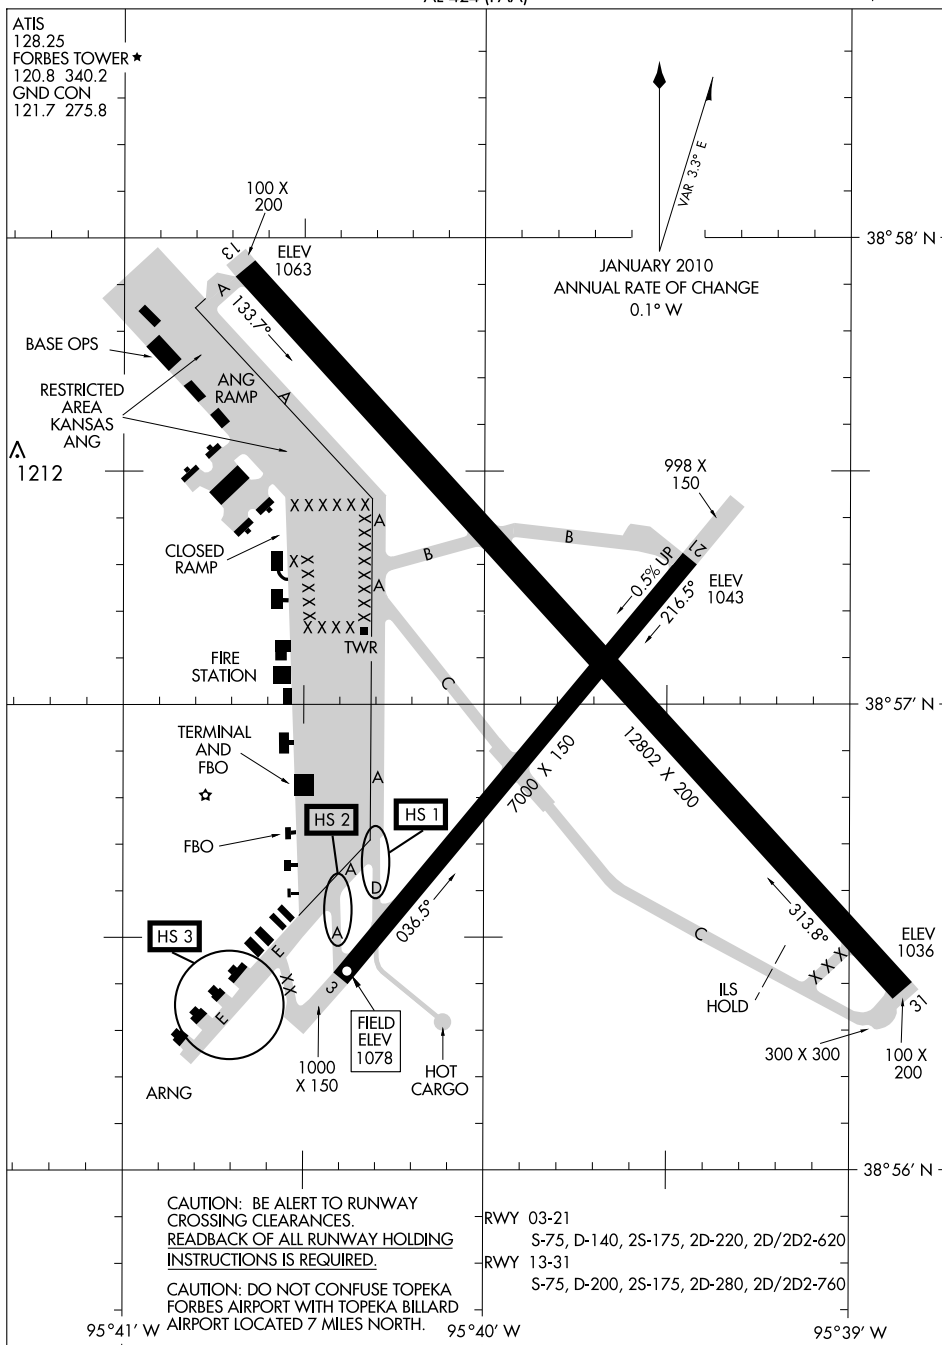 AL-424 (FAA)
ATIS
128.25
FORBES TOWER
120.8 340.2
GND CON
121.7 275.8
VAR 3.3° E
JANUARY 2010
ANNUAL RATE OF CHANGE
0.1° W
38°58' N
100 X
200
13
ELEV
1063
A
133.7°
BASE OPS
ANG
RAMP
A
RESTRICTED
AREA
KANSAS
ANG
1212
998 X
150
X X X X X X
A
X
X
X
X
X
X
X
CLOSED
RAMP
X X
X
X
X
X
X X X X
B
B
21
A
0.5% UP
216.5°
ELEV
1043
TWR
FIRE
STATION
C
38°57' N
TERMINAL
AND
FBO
A
7000 X 150
12802 X 200
HS 2
HS 1
FBO
A
D
036.5°
A
HS 3
E
X X
E
3
C
313.8°
X X X
ILS
HOLD
ELEV
1036
31
FIELD
ELEV
1078
1000
X 150
HOT
CARGO
300 X 300
100 X
200
ARNG
38°56' N
CAUTION: BE ALERT TO RUNWAY
CROSSING CLEARANCES.
READBACK OF ALL RUNWAY HOLDING
INSTRUCTIONS IS REQUIRED.
CAUTION: DO NOT CONFUSE TOPEKA
FORBES AIRPORT WITH TOPEKA BILLARD
AIRPORT LOCATED 7 MILES NORTH.
RWY 03-21
S-75, D-140, 2S-175, 2D-220, 2D/2D2-620
RWY 13-31
S-75, D-200, 2S-175, 2D-280, 2D/2D2-760
95°41' W
95°40' W
95°39' W